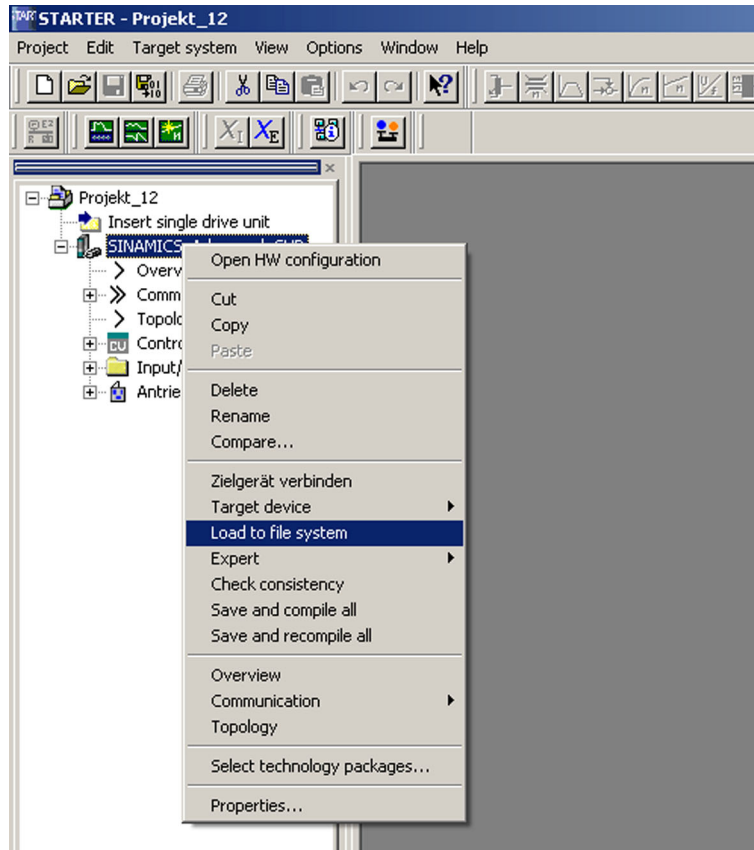 STARTER - Projekt_12
Project Edit Target system View Options Window Help
Projekt_12
Insert single drive unit
SINAMICS
Overv
Comm
Topolo
Contro
Input/
Antrie
Open HW configuration
Cut
Copy
Paste
Delete
Rename
Compare...
Zielgerät verbinden
Target device
Load to file system
Expert
Check consistency
Save and compile all
Save and recompile all
Overview
Communication
Topology
Select technology packages...
Properties...